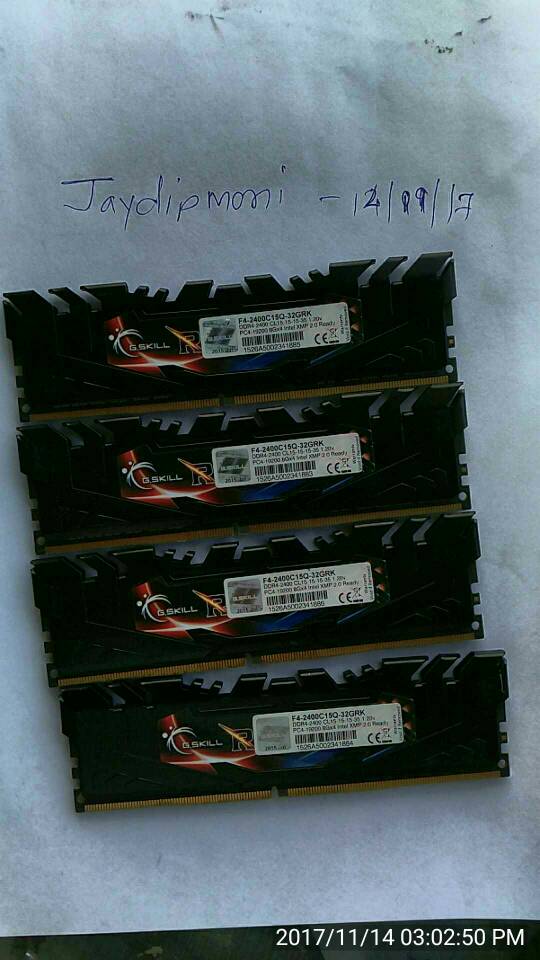 Jaydipmoni - 14/11/17
G.SKILL
F4-2400C15Q-32GRK
DDR4-2400 CL15-15-15-35 1.20v
PC4-19200 8Gx4 Intel XMP 2.0 Ready
1526A5002341885
G.SKILL
F4-2400C15Q-32GRK
DDR4-2400 CL15-15-15-35 1.20v
PC4-19200 8Gx4 Intel XMP 2.0 Ready
1526A5002341883
G.SKILL
F4-2400C15Q-32GRK
DDR4-2400 CL15-15-15-35 1.20v
PC4-19200 8Gx4 Intel XMP 2.0 Ready
1526A5002341886
G.SKILL
F4-2400C15Q-32GRK
DDR4-2400 CL15-15-15-35 1.20v
PC4-19200 8Gx4 Intel XMP 2.0 Ready
1526A5002341884
2017/11/14 03:02:50 PM